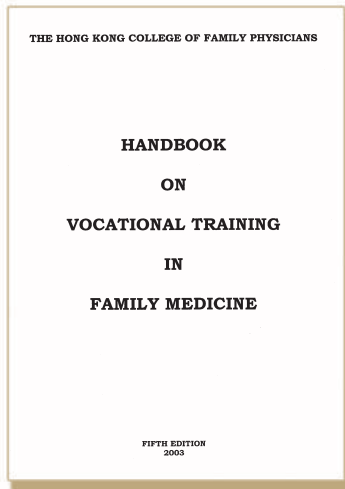 THE HONG KONG COLLEGE OF FAMILY PHYSICIANS
HANDBOOK
ON
VOCATIONAL TRAINING
IN
FAMILY MEDICINE
FIFTH EDITION
2003